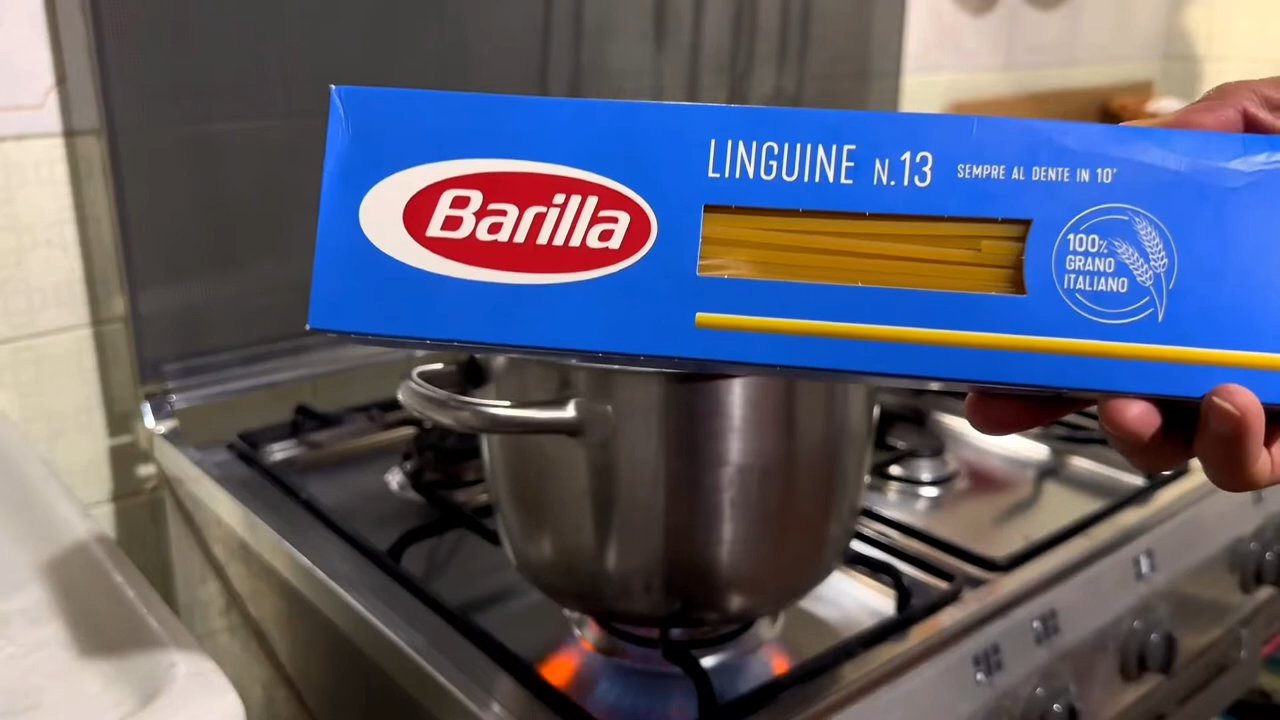 Barilla
LINGUINE N.13 SEMPRE AL DENTE IN 10'
100%
GRANO
ITALIANO